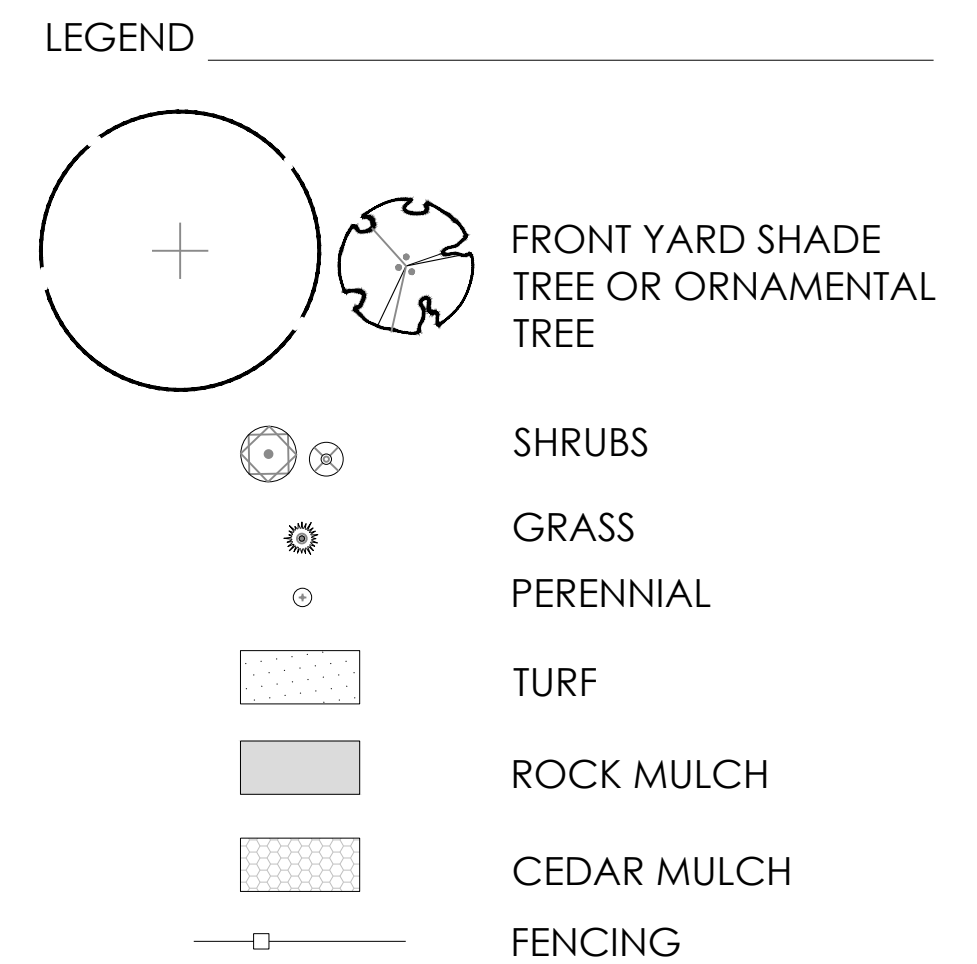 LEGEND
FRONT YARD SHADE
TREE OR ORNAMENTAL
TREE
SHRUBS
GRASS
PERENNIAL
TURF
ROCK MULCH
CEDAR MULCH
FENCING